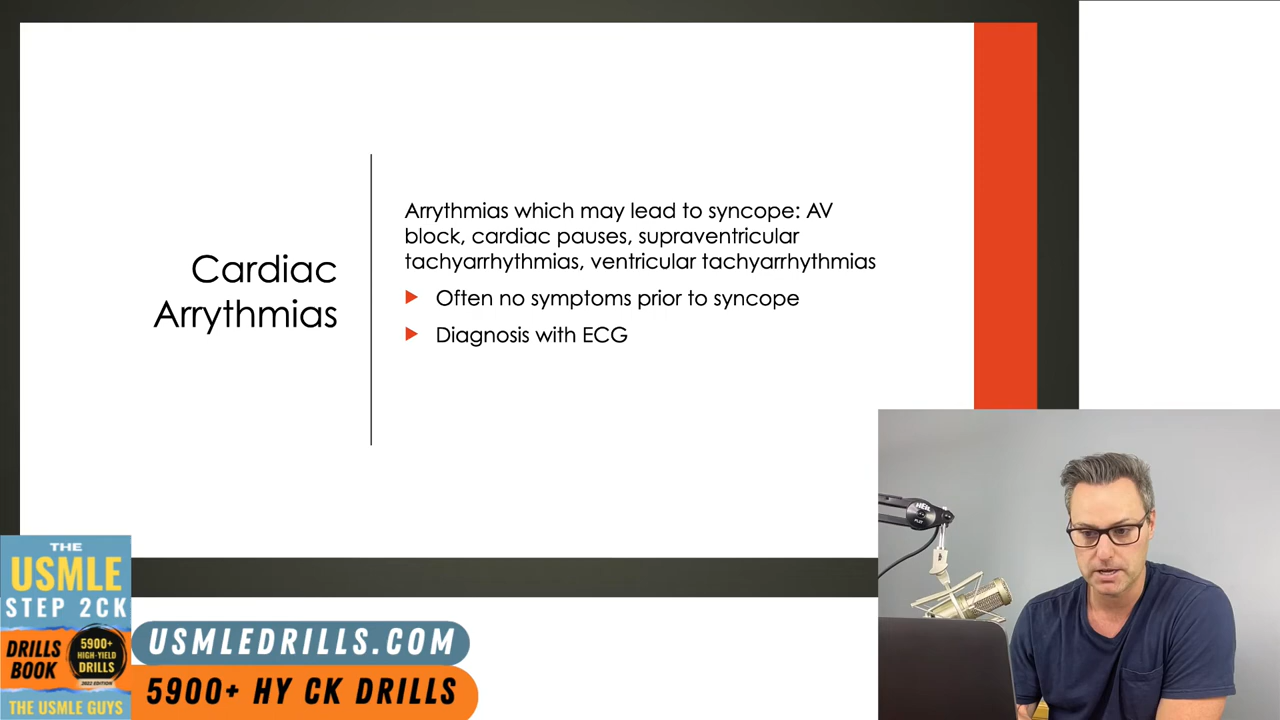 Cardiac
Arrythmias
Arrythmias which may lead to syncope: AV
block, cardiac pauses, supraventricular
tachyarrhythmias, ventricular tachyarrhythmias
Often no symptoms prior to syncope
Diagnosis with ECG
THE
USMLE
STEP 2CK
DRILLS
BOOK
5900+
HIGH-YIELD
DRILLS
2022 EDITION
THE USMLE GUYS
USMLEDRILLS.COM
5900+ HY CK DRILLS